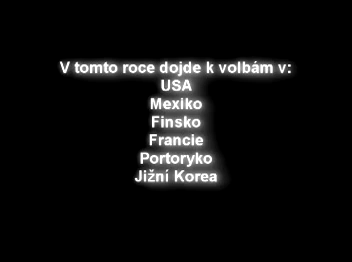 V tomto roce dojde k volbám v:
USA
Mexiko
Finsko
Francie
Portoryko
Jižní Korea